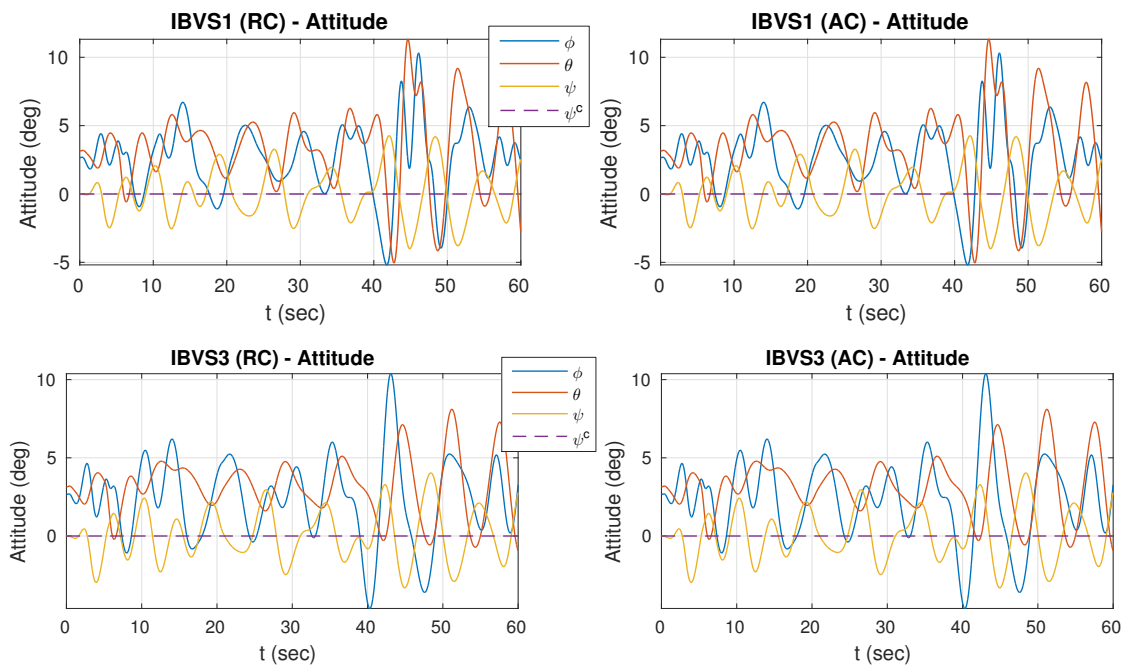 IBVS1 (RC) - Attitude
10
5
0
-5
Attitude (deg)
0 10 20 30 40 50 60
t (sec)
ϕ
θ
ψ
ψᶜ
IBVS1 (AC) - Attitude
10
5
0
-5
Attitude (deg)
0 10 20 30 40 50 60
t (sec)
IBVS3 (RC) - Attitude
10
5
0
Attitude (deg)
0 10 20 30 40 50 60
t (sec)
ϕ
θ
ψ
ψᶜ
IBVS3 (AC) - Attitude
10
5
0
Attitude (deg)
0 10 20 30 40 50 60
t (sec)